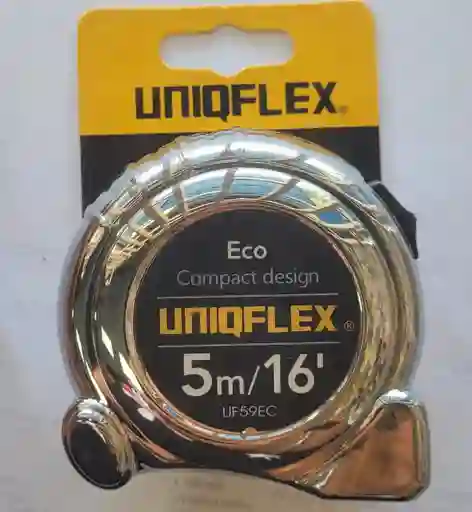 UNIQFLEX®
Eco
Compact design
UNIQFLEX®
5m/16'
UF59EC